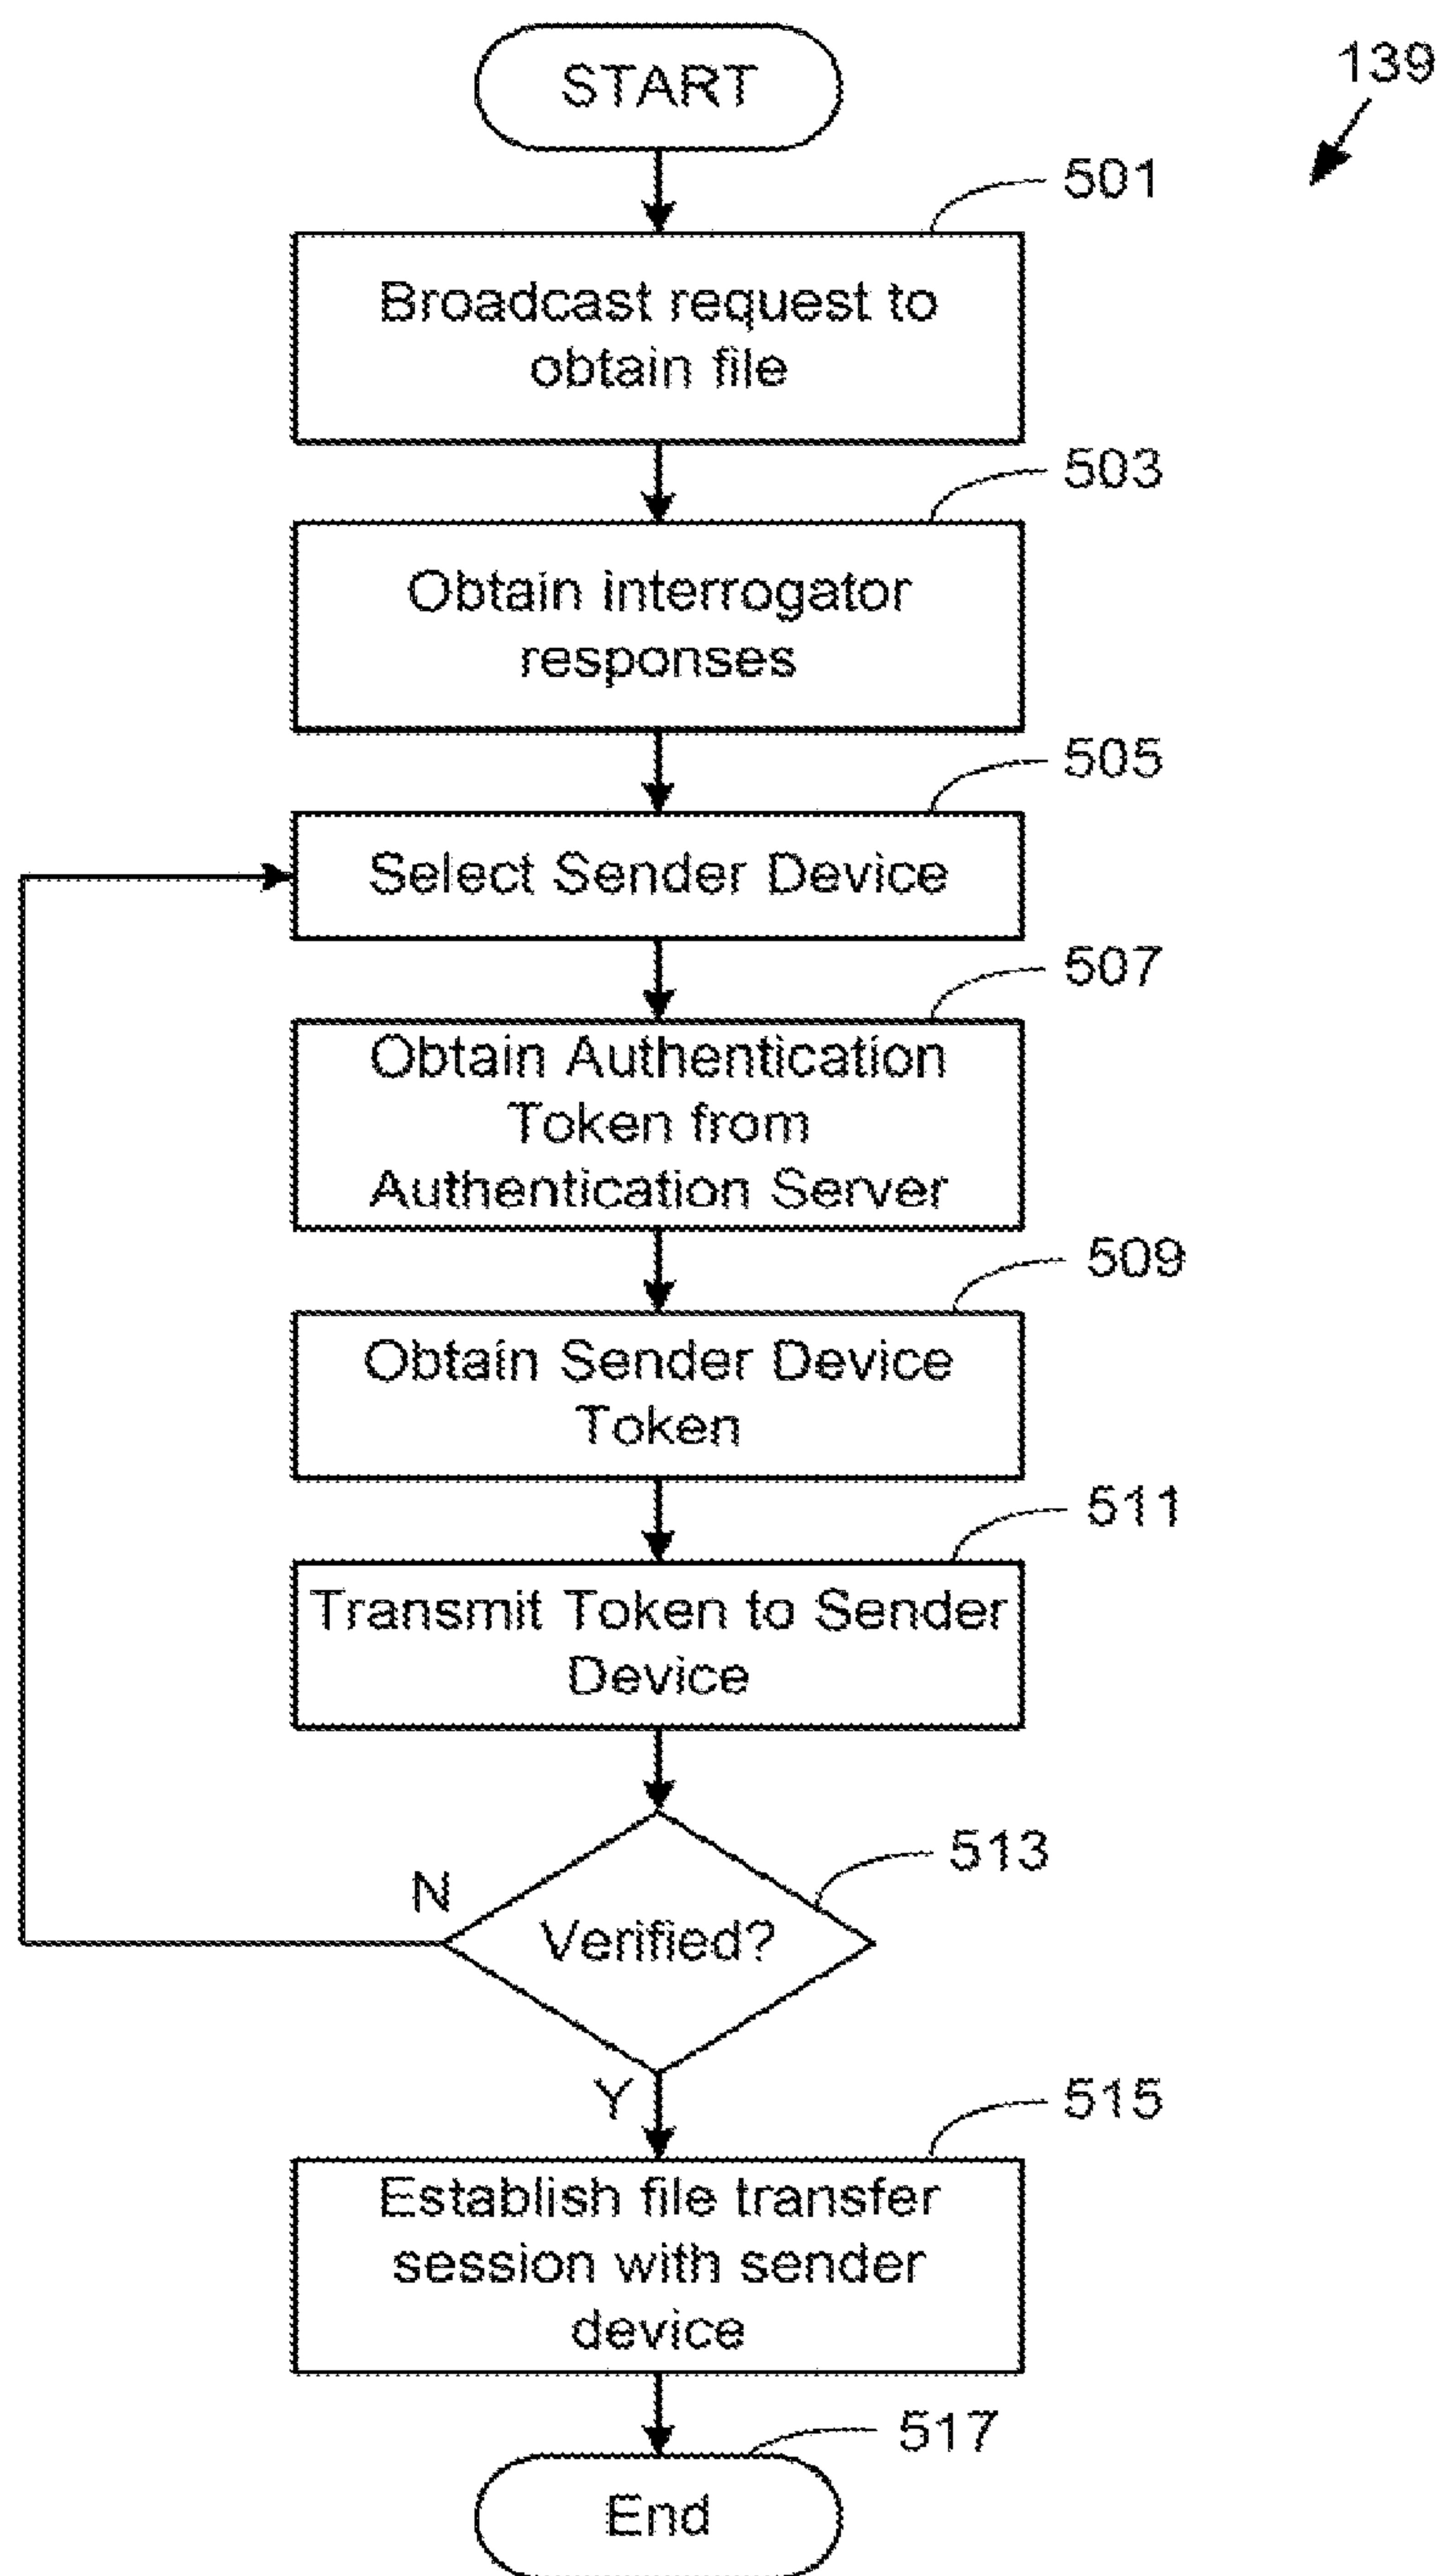 START
139
501
Broadcast request to
obtain file
503
Obtain interrogator
responses
505
Select Sender Device
507
Obtain Authentication
Token from
Authentication Server
509
Obtain Sender Device
Token
511
Transmit Token to Sender
Device
513
N
Verified?
Y
515
Establish file transfer
session with sender
device
517
End